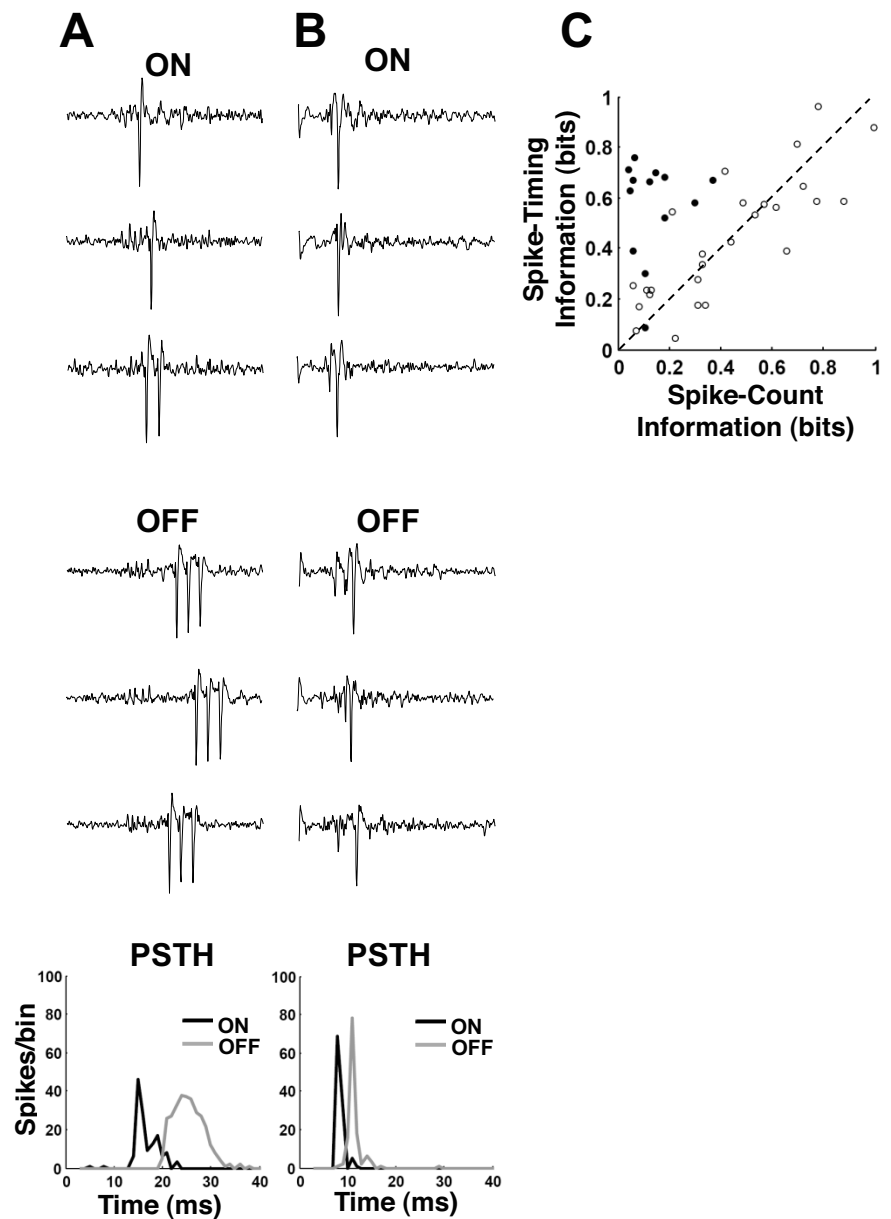 A
ON
OFF
PSTH
Spikes/bin
100
80
60
40
20
0
ON
OFF
0 10 20 30 40
Time (ms)
B
ON
OFF
PSTH
100
80
60
40
20
0
ON
OFF
0 10 20 30 40
Time (ms)
C
Spike-Timing
Information (bits)
1
0.8
0.6
0.4
0.2
0
0 0.2 0.4 0.6 0.8 1
Spike-Count
Information (bits)